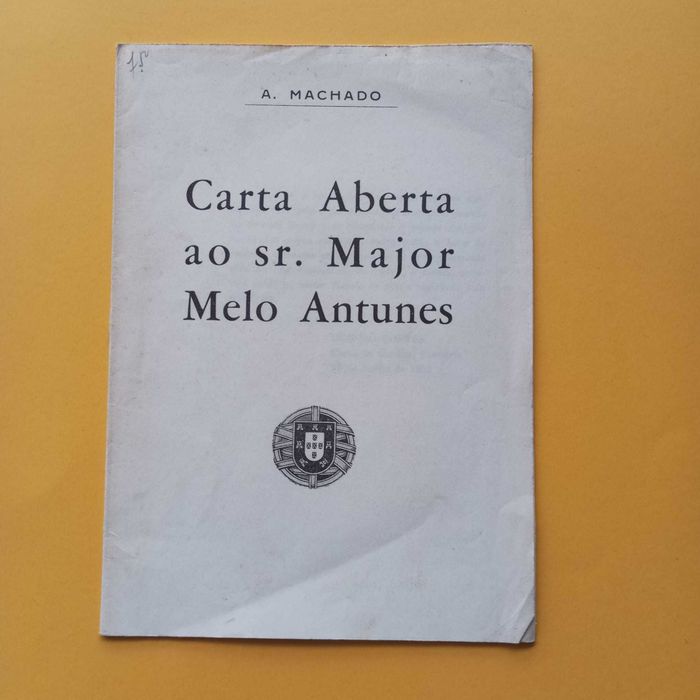 A. MACHADO
Carta Aberta
ao sr. Major
Melo Antunes